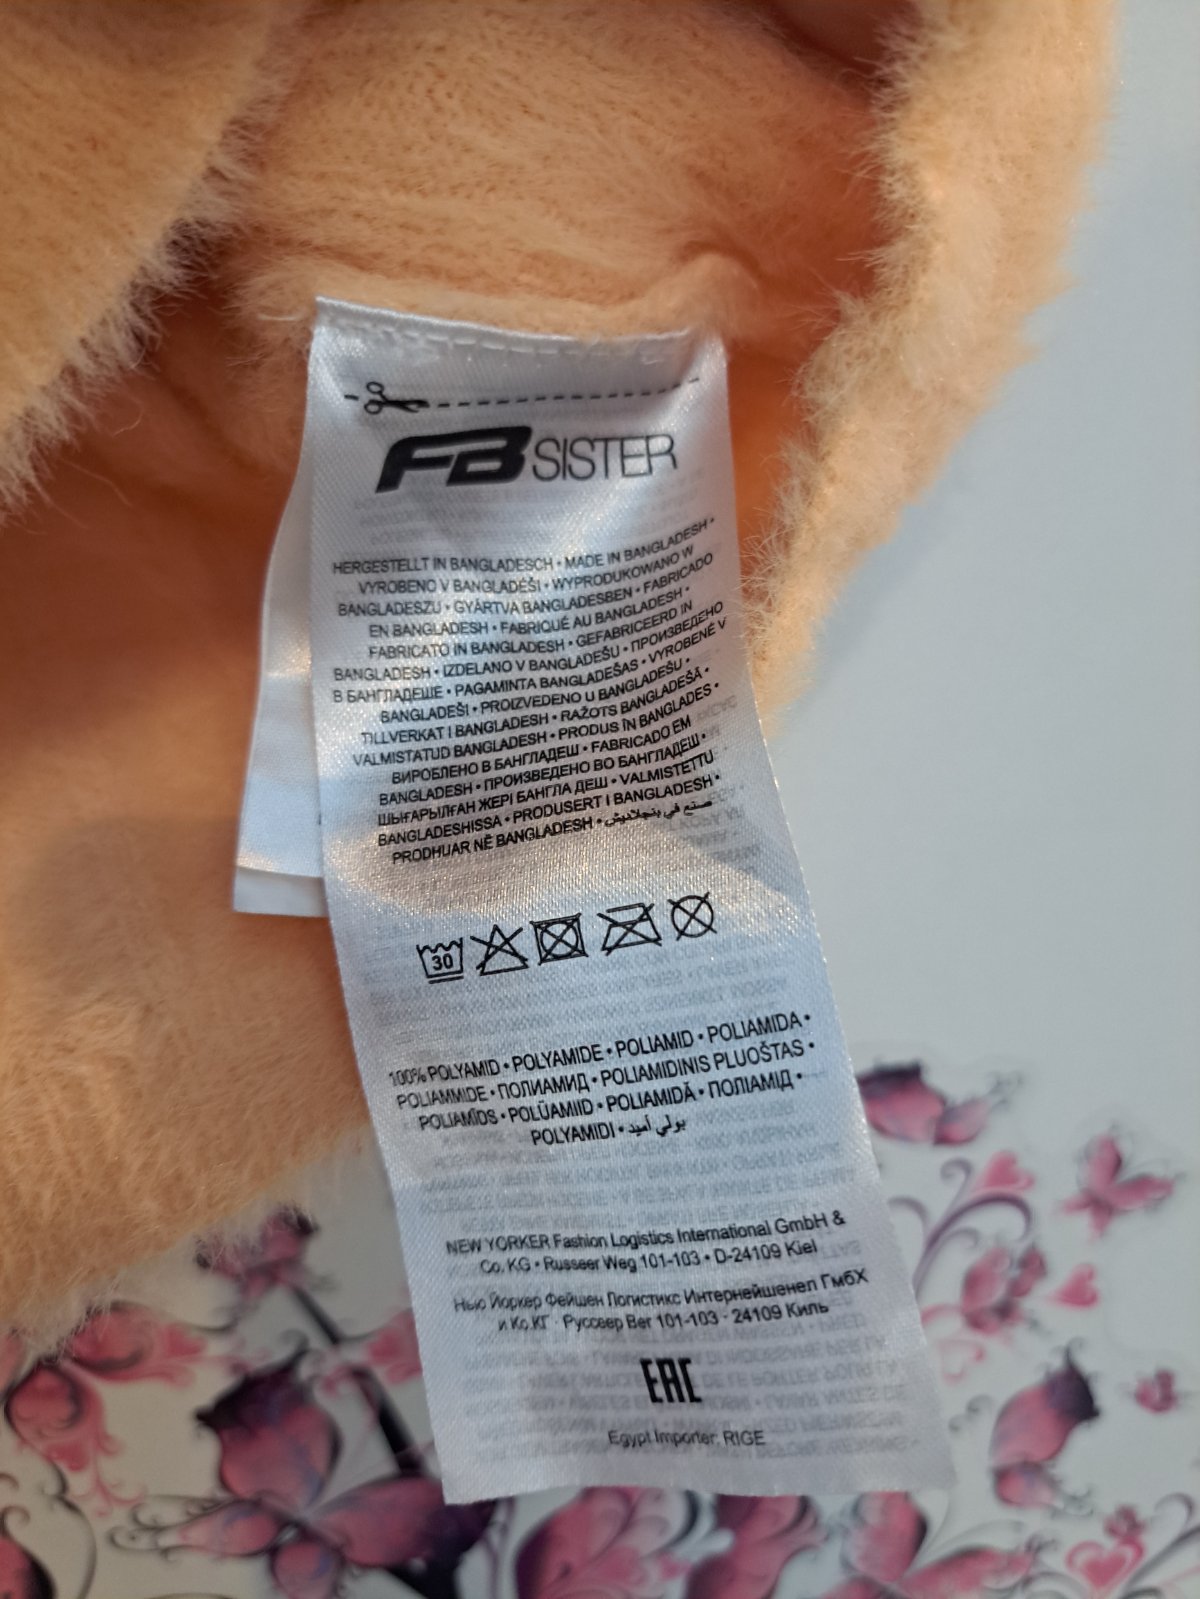 FB SISTER
HERGESTELLT IN BANGLADESCH • MADE IN BANGLADESH •
VYROBENO V BANGLADÉŠI • WYPRODUKOWANO W
BANGLADESZU • GYÁRTVA BANGLADESBEN • FABRICADO
EN BANGLADESH • FABRIQUÉ AU BANGLADESH •
FABRICATO IN BANGLADESH • GEFABRICEERD IN
BANGLADESH • IZDELANO V BANGLADEŠU • ПРОИЗВЕДЕНО
В БАНГЛАДЕШЕ • PAGAMINTA BANGLADEŠAS • VYROBENÉ V
BANGLADÉŠI • PROIZVEDENO U BANGLADEŠU •
TILLVERKAT I BANGLADESH • RAŽOTS BANGLADEŠĀ •
VALMISTATUD BANGLADESH • PRODUS ÎN BANGLADES •
ВИРОБЛЕНО В БАНГЛАДЕШ • FABRICADO EM
BANGLADESH • ПРОИЗВЕДЕНО ВО БАНГЛАДЕШ •
ШЫҒАРЫЛҒАН ЖЕРІ БАНГЛА ДЕШ • VALMISTETTU
BANGLADESHISSA • PRODUSERT I BANGLADESH •
PRODHUAR NË BANGLADESH • صنع في بنجلاديش
30
100% POLYAMID • POLYAMIDE • POLIAMID • POLIAMIDA •
POLIAMMIDE • ПОЛИАМИД • POLIAMIDINIS PLUOŠTAS •
POLIAMĪDS • POLÜAMIID • POLIAMIDĂ • ПОЛІАМІД •
POLYAMIDI • بولي أميد
NEW YORKER Fashion Logistics International GmbH &
Co. KG • Russeer Weg 101-103 • D-24109 Kiel
Нью Йоркер Фейшен Логистикс Интернейшенел ГмбХ
и Ко.КГ · Руссеер Вег 101-103 · 24109 Киль
EAC
Egypt Importer: RIGE